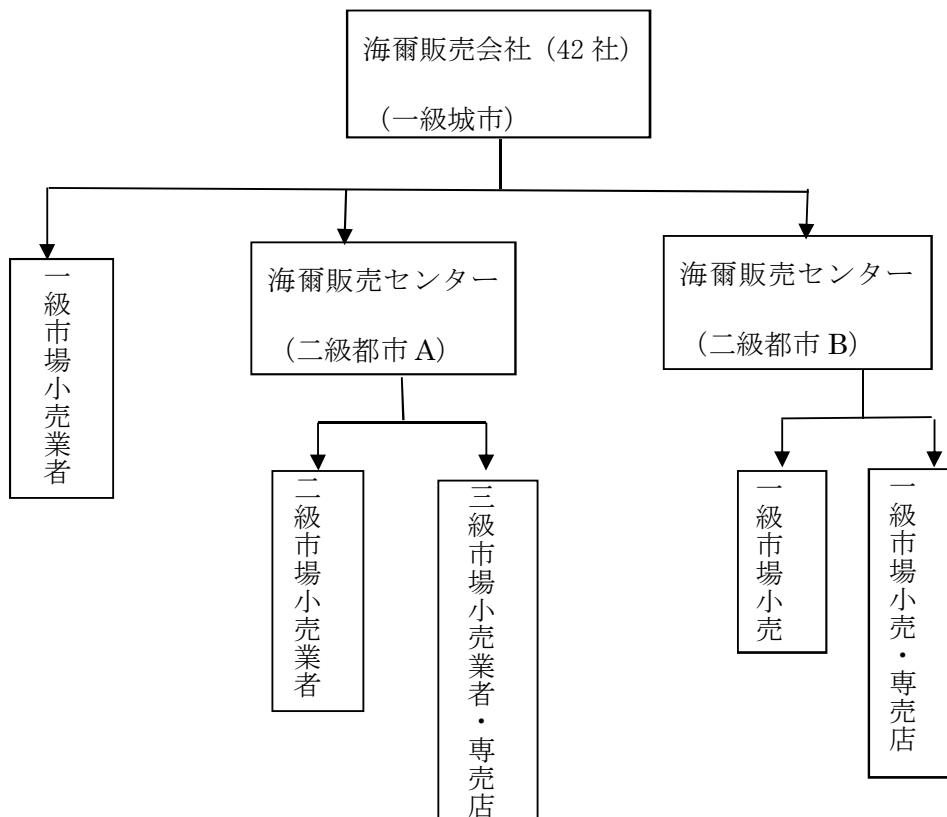 海爾販売会社（42 社）
（一級城市）
一級市場小売業者
海爾販売センター
（二級都市 A）
海爾販売センター
（二級都市 B）
二級市場小売業者
三級市場小売業者・専売店
一級市場小売
一級市場小売・専売店